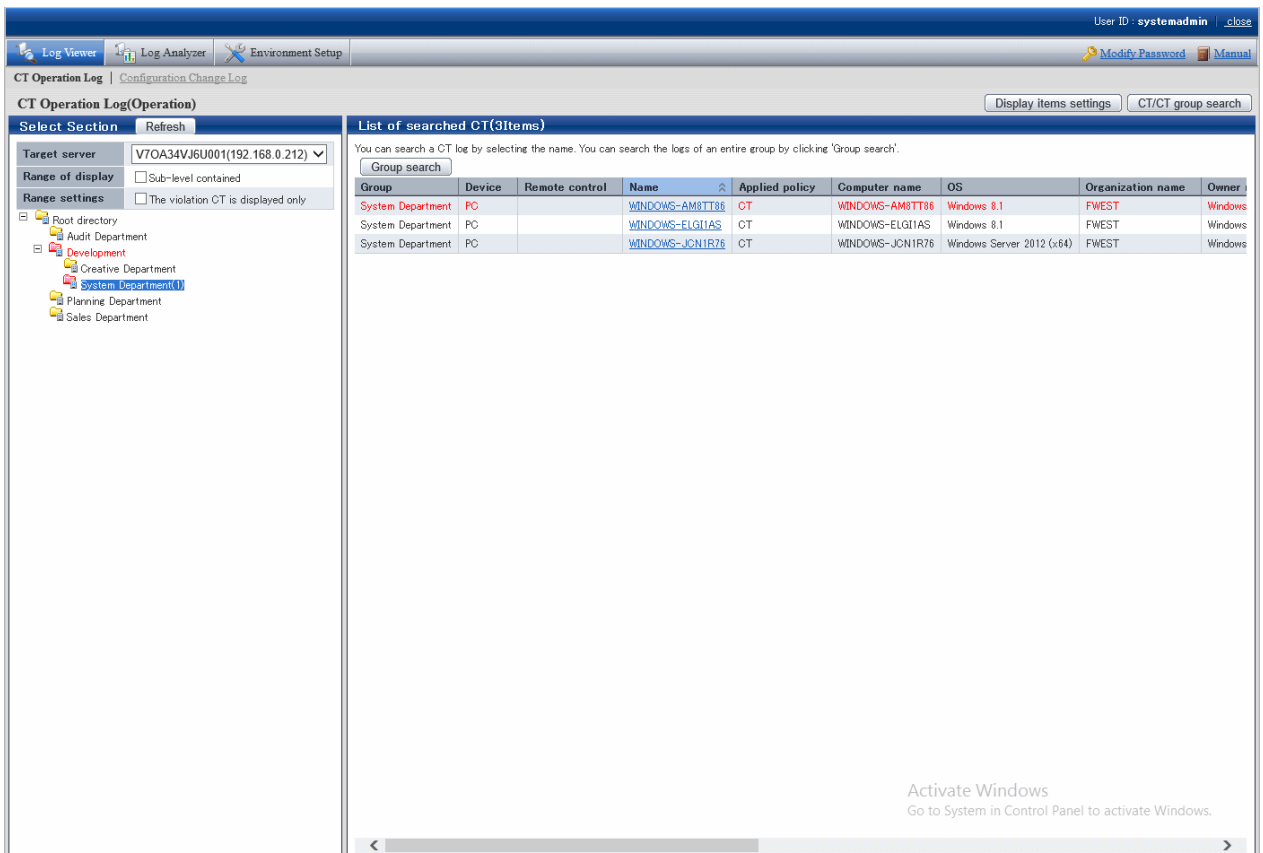 User ID : systemadmin | close
Log Viewer Log Analyzer Environment Setup Modify Password Manual
CT Operation Log | Configuration Change Log
CT Operation Log(Operation) Display items settings CT/CT group search
Select Section Refresh
Target server V7OA34VJ6U001(192.168.0.212)
Range of display Sub-level contained
Range settings The violation CT is displayed only
Root directory
Audit Department
Development
Creative Department
System Department(1)
Planning Department
Sales Department
List of searched CT(3Items)
You can search a CT log by selecting the name. You can search the logs of an entire group by clicking 'Group search'.
Group search
Group Device Remote control Name Applied policy Computer name OS Organization name Owner
System Department PC WINDOWS-AM8TT86 CT WINDOWS-AM8TT86 Windows 8.1 FWEST Windows
System Department PC WINDOWS-ELGI1AS CT WINDOWS-ELGI1AS Windows 8.1 FWEST Windows
System Department PC WINDOWS-JCN1R76 CT WINDOWS-JCN1R76 Windows Server 2012 (x64) FWEST Windows
Activate Windows
Go to System in Control Panel to activate Windows.